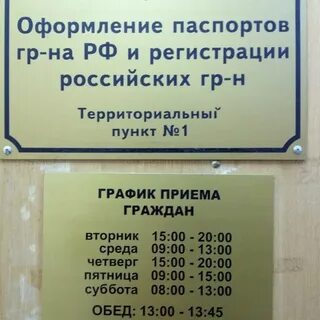 Оформление паспортов
гр-на РФ и регистрации
российских гр-н
Территориальный
пункт №1
ГРАФИК ПРИЕМА
ГРАЖДАН
вторник 15:00 - 20:00
среда 09:00 - 13:00
четверг 15:00 - 20:00
пятница 09:00 - 15:00
суббота 08:00 - 13:00
ОБЕД: 13:00 - 13:45